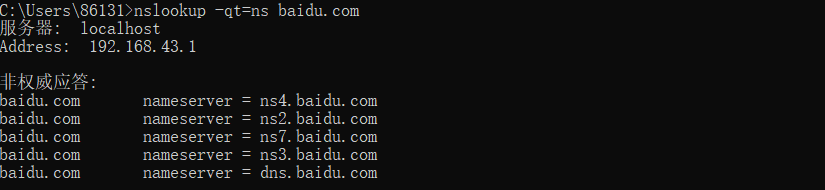 C:\Users\86131>nslookup -qt=ns baidu.com
服务器:  localhost
Address:  192.168.43.1

非权威应答:
baidu.com       nameserver = ns4.baidu.com
baidu.com       nameserver = ns2.baidu.com
baidu.com       nameserver = ns7.baidu.com
baidu.com       nameserver = ns3.baidu.com
baidu.com       nameserver = dns.baidu.com